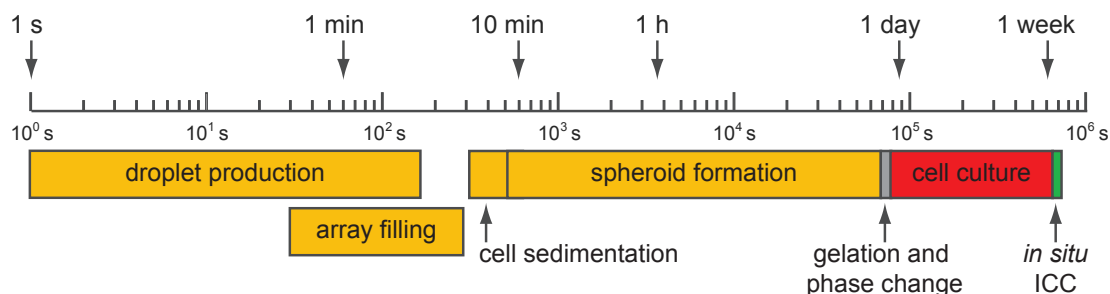 1 s 1 min 10 min 1 h 1 day 1 week
10⁰ s 10¹ s 10² s 10³ s 10⁴ s 10⁵ s 10⁶ s
droplet production spheroid formation cell culture
array filling
cell sedimentation gelation and in situ
phase change ICC